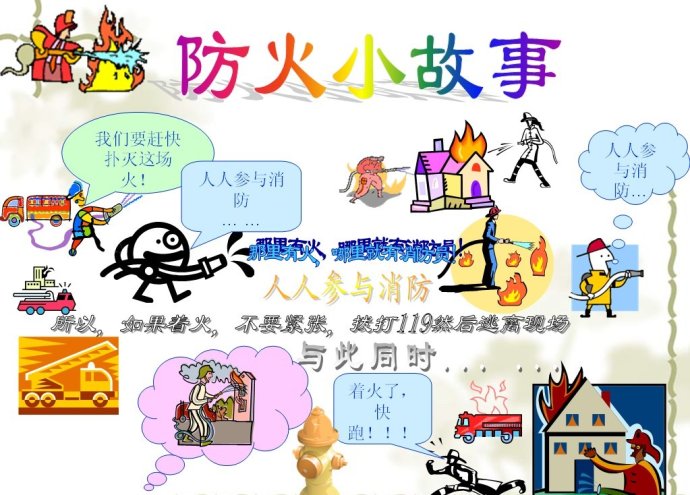 防火小故事
我们要赶快
扑灭这场
火！
人人参与消
防
… …
人人参与
消
防…
那里有火，哪里就有消防员！
人人参与消防
所以，如果着火，不要紧张，拨打119然后逃离现场
与此同时… …
着火了，
快
跑！！！